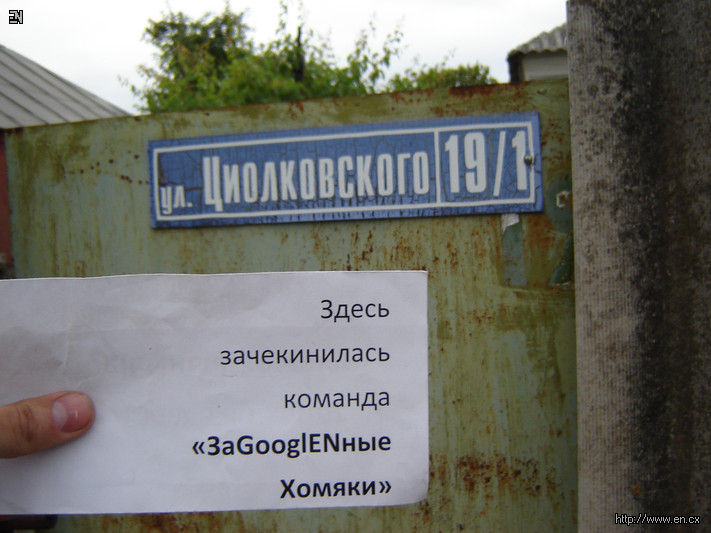 EN
ул. Циолковского 19/1
Здесь
зачекинилась
команда
«ЗаGooglENные
Хомяки»
http://www.en.cx